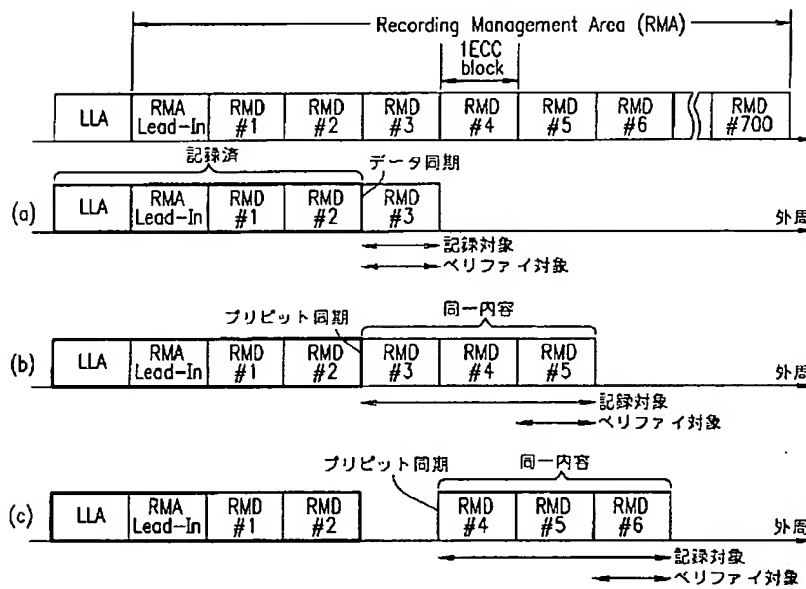 Recording Management Area (RMA)
1ECC
block
LLA
RMA
Lead-In
RMD
#1
RMD
#2
RMD
#3
RMD
#4
RMD
#5
RMD
#6
RMD
#700
記録済
データ同期
(a)
LLA
RMA
Lead-In
RMD
#1
RMD
#2
RMD
#3
外周
記録対象
ベリファイ対象
プリピット同期
同一内容
(b)
LLA
RMA
Lead-In
RMD
#1
RMD
#2
RMD
#3
RMD
#4
RMD
#5
外周
記録対象
ベリファイ対象
プリピット同期
同一内容
(c)
LLA
RMA
Lead-In
RMD
#1
RMD
#2
RMD
#4
RMD
#5
RMD
#6
外周
記録対象
ベリファイ対象